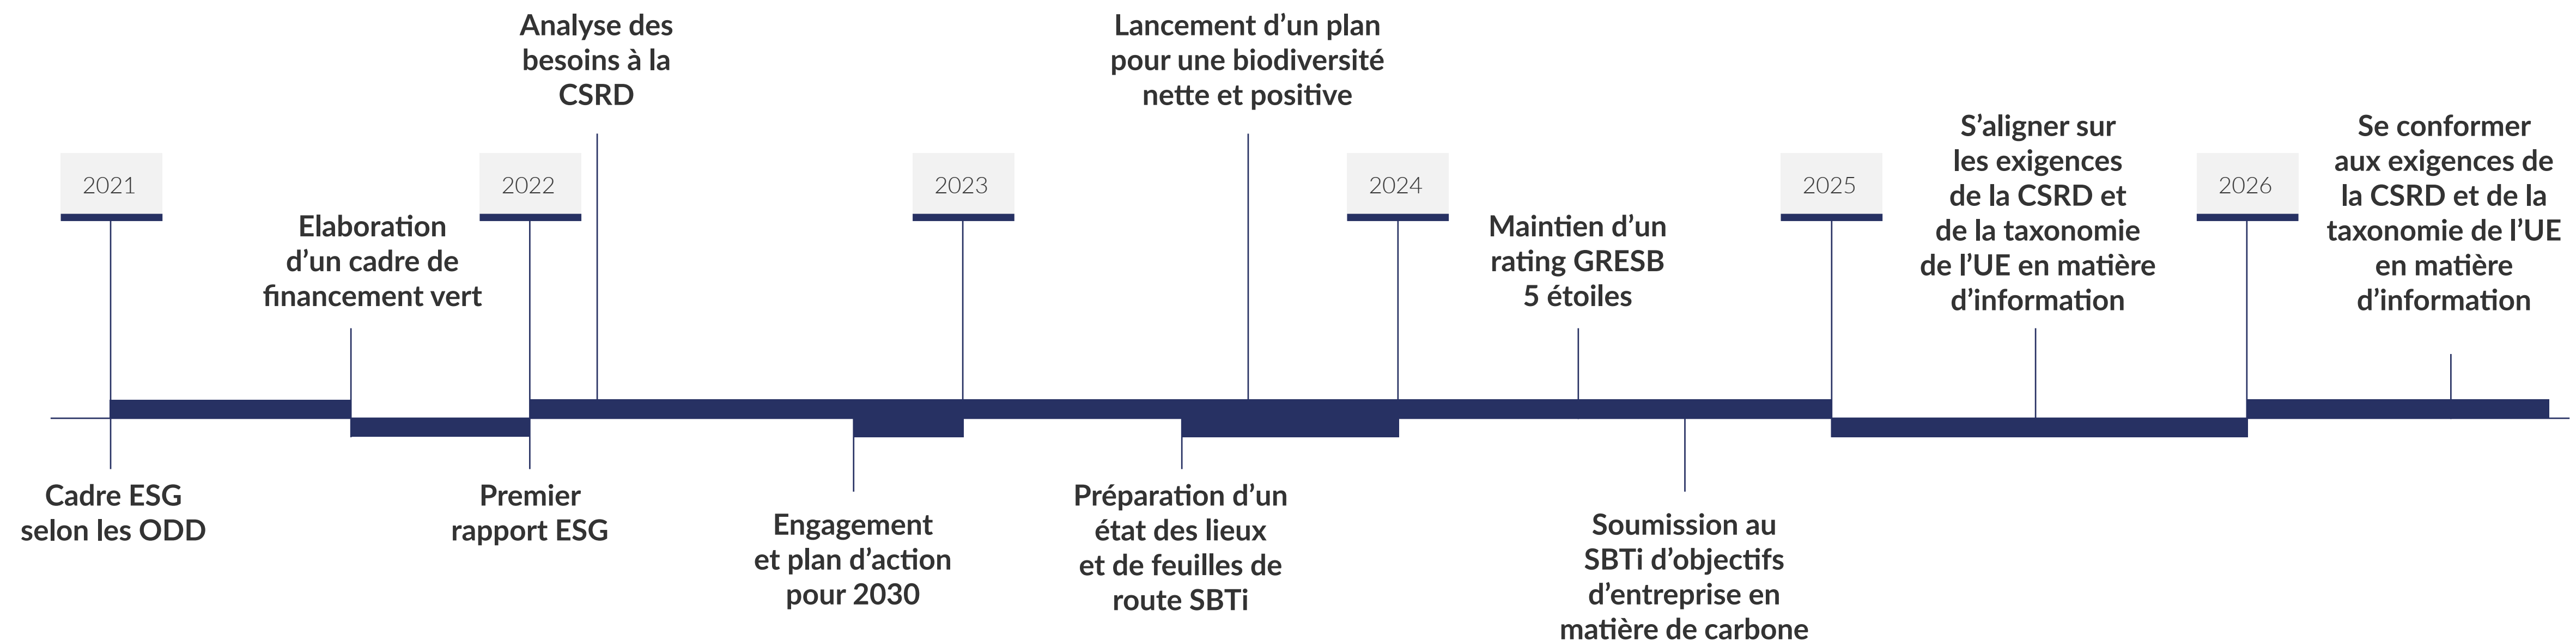 2021
Cadre ESG
selon les ODD
Elaboration
d’un cadre de
financement vert
2022
Premier
rapport ESG
Analyse des
besoins à la
CSRD
Engagement
et plan d’action
pour 2030
2023
Préparation d’un
état des lieux
et de feuilles de
route SBTi
Lancement d’un plan
pour une biodiversité
nette et positive
2024
Maintien d’un
rating GRESB
5 étoiles
Soumission au
SBTi d’objectifs
d’entreprise en
matière de carbone
2025
S’aligner sur
les exigences
de la CSRD et
de la taxonomie
de l’UE en matière
d’information
2026
Se conformer
aux exigences de
la CSRD et de la
taxonomie de l’UE
en matière
d’information